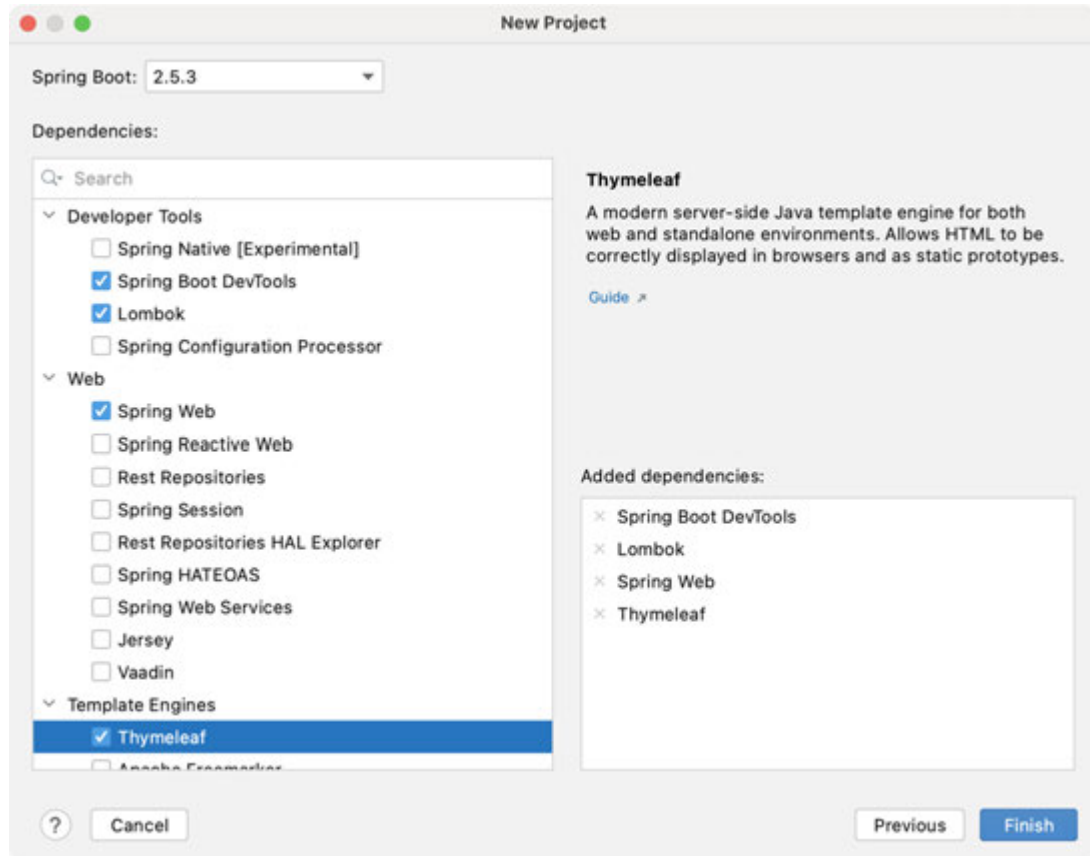 New Project
Spring Boot: 2.5.3
Dependencies:
Search
Developer Tools
Spring Native [Experimental]
Spring Boot DevTools
Lombok
Spring Configuration Processor
Web
Spring Web
Spring Reactive Web
Rest Repositories
Spring Session
Rest Repositories HAL Explorer
Spring HATEOAS
Spring Web Services
Jersey
Vaadin
Template Engines
Thymeleaf
Apache Freemarker
Thymeleaf
A modern server-side Java template engine for both
web and standalone environments. Allows HTML to be
correctly displayed in browsers and as static prototypes.
Guide ↗
Added dependencies:
× Spring Boot DevTools
× Lombok
× Spring Web
× Thymeleaf
? Cancel
Previous Finish